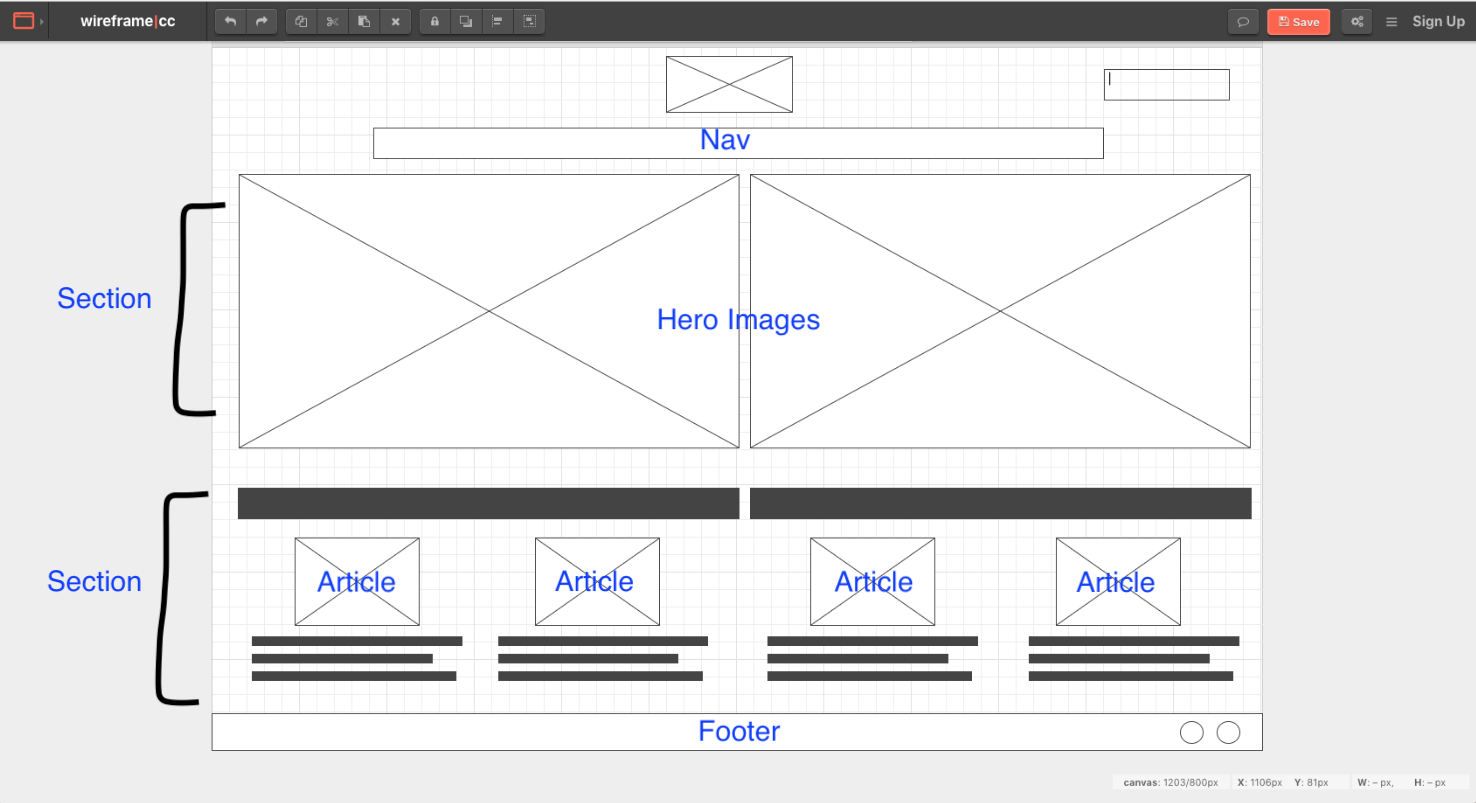 wireframe|cc
Save
Sign Up
Nav
Section
Hero Images
Section
Article
Article
Article
Article
Footer
canvas: 1203/800px X: 1106px Y: 81px W: – px, H: – px